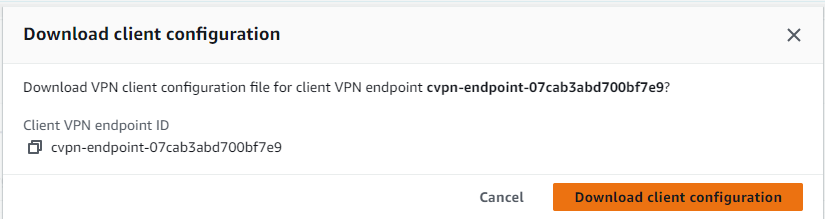 Download client configuration
Download VPN client configuration file for client VPN endpoint cvpn-endpoint-07cab3abd700bf7e9?
Client VPN endpoint ID
cvpn-endpoint-07cab3abd700bf7e9
Cancel Download client configuration